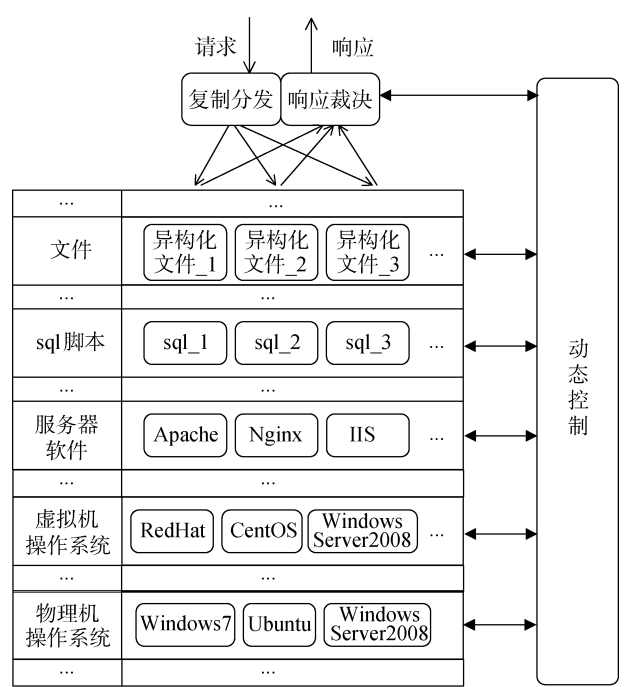 请求
响应
复制分发
响应裁决
...
...
文件
异构化
文件_1
异构化
文件_2
异构化
文件_3
...
...
...
sql脚本
sql_1
sql_2
sql_3
...
...
...
服务器
软件
Apache
Nginx
IIS
...
...
...
虚拟机
操作系统
RedHat
CentOS
Windows
Server2008
...
...
...
物理机
操作系统
Windows7
Ubuntu
Windows
Server2008
...
...
动态控制